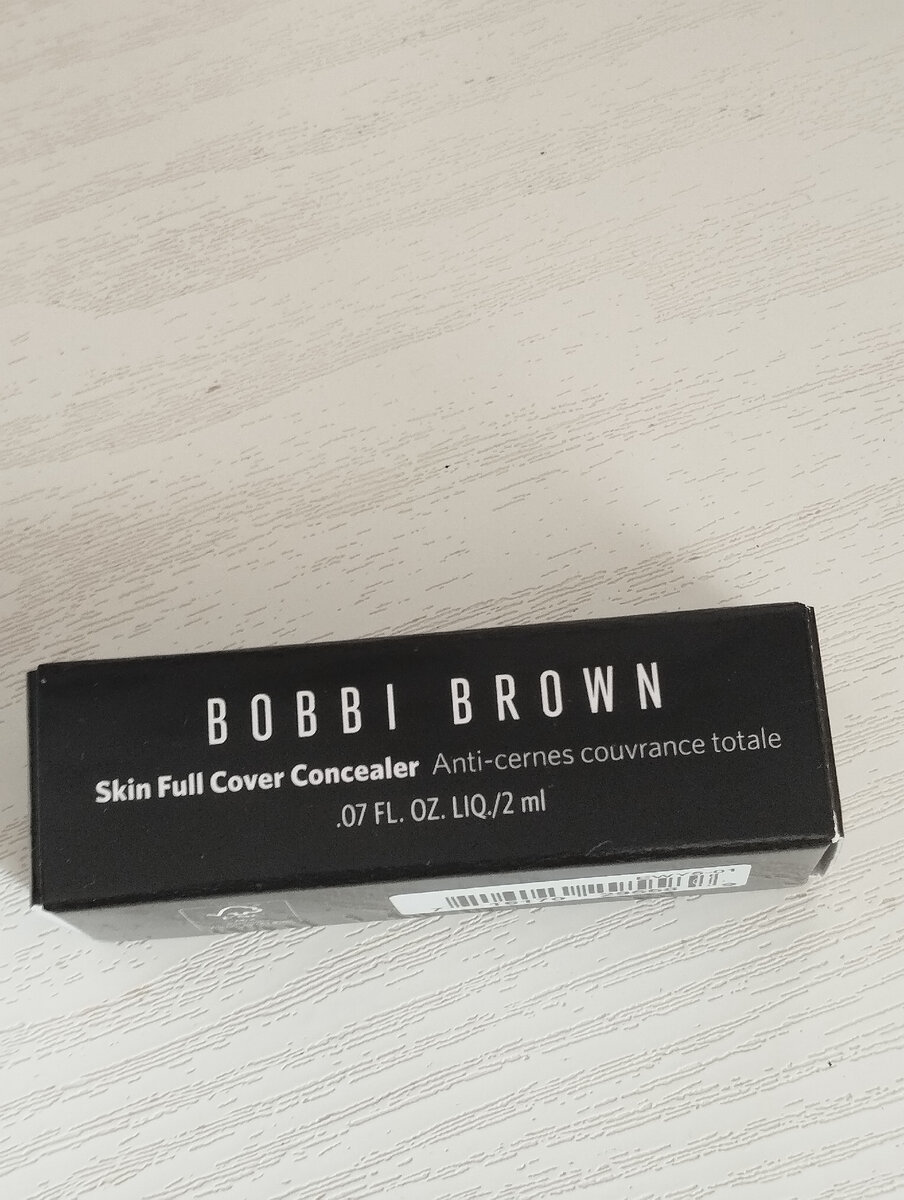 BOBBI BROWN
Skin Full Cover Concealer Anti-cernes couvrance totale
.07 FL. OZ. LIQ./2 ml